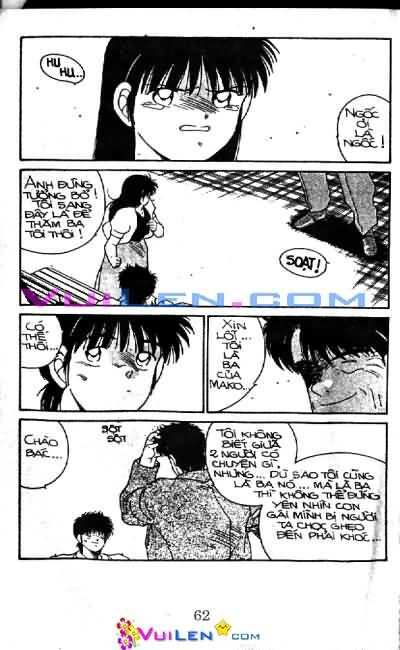 HU
HU...
NGỐC
ƠI
LÀ
NGỐC!
ANH ĐỪNG
TƯỞNG BỞ!
TÔI SANG
ĐÂY LÀ ĐỂ
THĂM BA
TÔI THÔI!
SOẠT!
VUILEN.COM
CÓ
THẾ
THÔI...
XIN
LỖI...
TÔI
LÀ
BA
CỦA
MAKO...
CHÀO
BÁC...
SỘT
SỘT
TÔI KHÔNG
BIẾT GIỮA
2 NGƯỜI CÓ
CHUYỆN GÌ,
NHƯNG... DÙ SAO TÔI CŨNG
LÀ BA NÓ... MÀ LÀ BA
THÌ KHÔNG THỂ ĐỨNG
YÊN NHÌN CON
GÁI MÌNH BỊ NGƯỜI
TA CHỌC GHẸO
ĐẾN PHẢI KHÓC...
62
VUILEN.COM